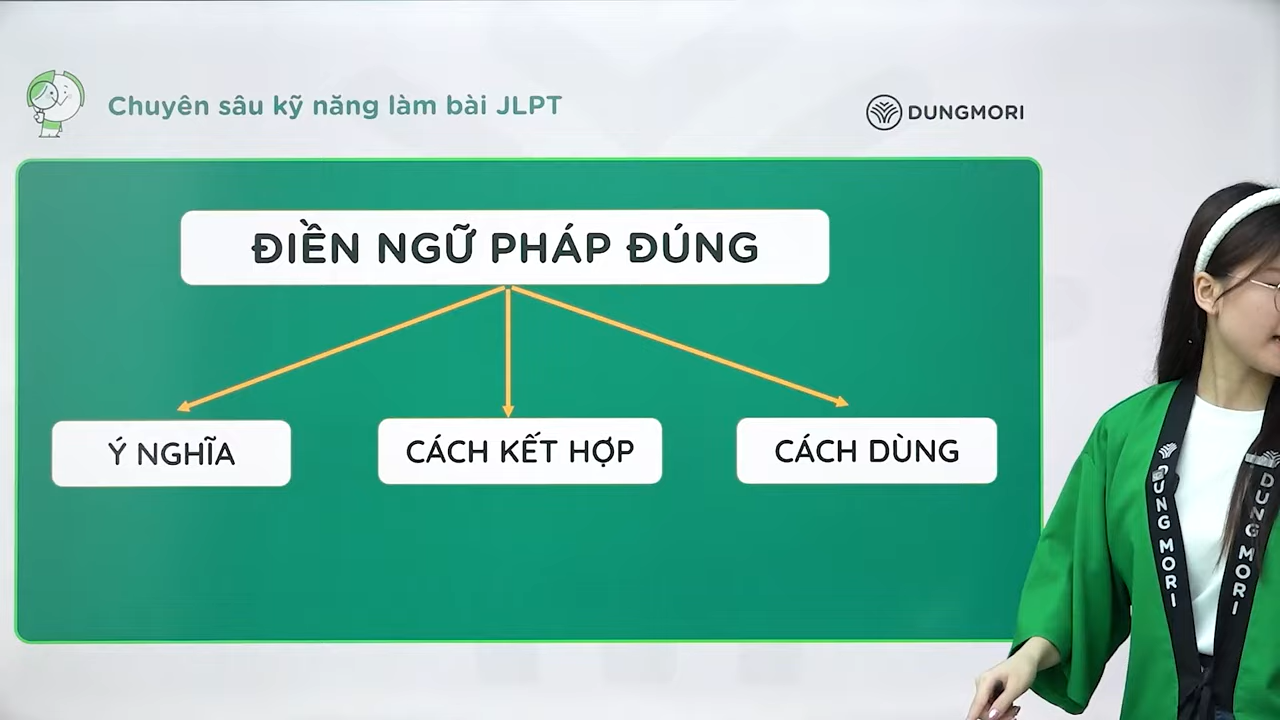 Chuyên sâu kỹ năng làm bài JLPT
DUNGMORI
ĐIỀN NGỮ PHÁP ĐÚNG
Ý NGHĨA
CÁCH KẾT HỢP
CÁCH DÙNG
DUNG MORI
DUNG MORI